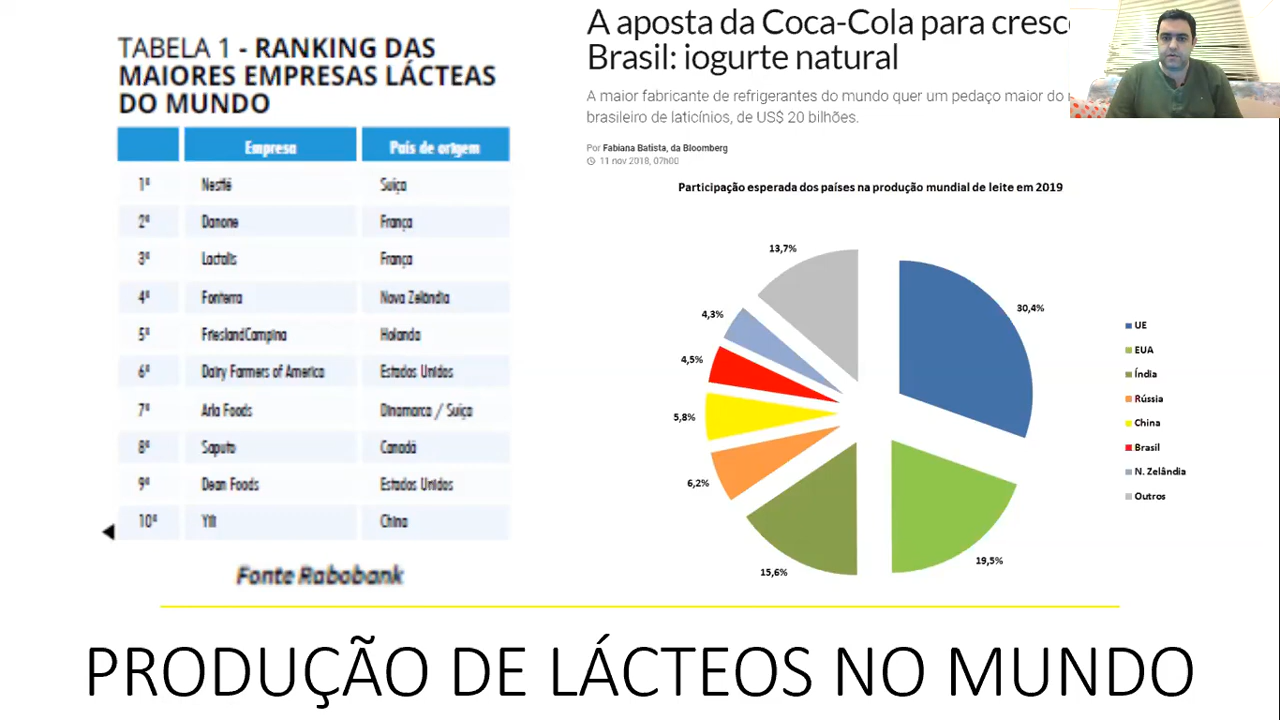 TABELA 1 - RANKING DAS
MAIORES EMPRESAS LÁCTEAS
DO MUNDO
Empresa País de origem
1º Nestlé Suiça
2º Danone França
3º Lactalis França
4º Fonterra Nova Zelândia
5º FrieslandCampina Holanda
6º Dairy Farmers of America Estados Unidos
7º Arla Foods Dinamarca / Suiça
8º Saputo Canadá
9º Dean Foods Estados Unidos
10º Yili China
Fonte Rabobank
A aposta da Coca-Cola para
Brasil: iogurte natural
A maior fabricante de refrigerantes do mundo quer um pedaço maior do
brasileiro de laticínios, de US$ 20 bilhões.
Por Fabiana Batista, da Bloomberg
11 nov 2018, 07h00
Participação esperada dos países na produção mundial de leite em 2019
13,7%
4,3%
30,4%
4,5%
5,8%
6,2%
15,6%
19,5%
UE
EUA
Índia
Rússia
China
Brasil
N. Zelândia
Outros
PRODUÇÃO DE LÁCTEOS NO MUNDO